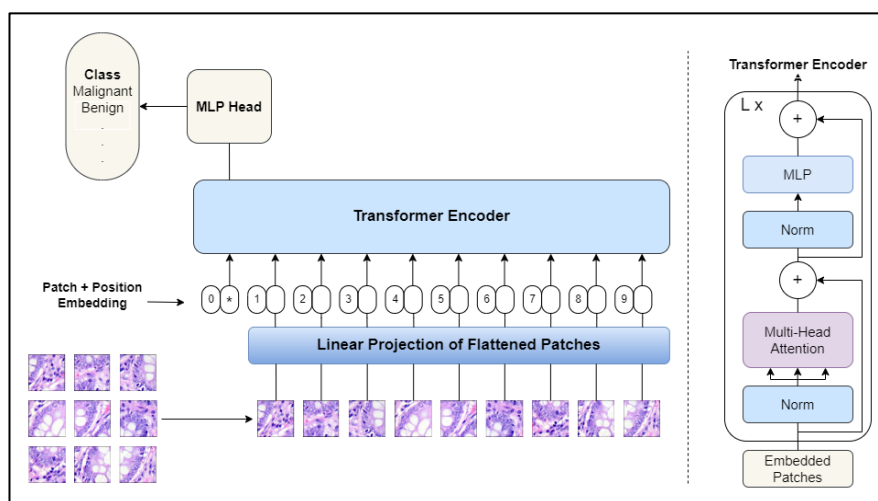 Class
Malignant
Benign
.
.
.
MLP Head
Transformer Encoder
Patch + Position
Embedding
0 * 1 2 3 4 5 6 7 8 9
Linear Projection of Flattened Patches
Transformer Encoder
L x
+
MLP
Norm
+
Multi-Head
Attention
Norm
Embedded
Patches